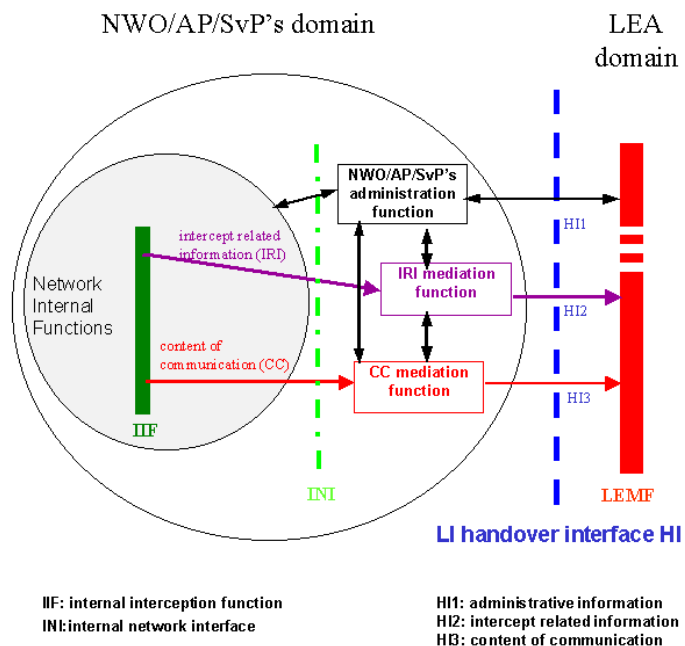 NWO/AP/SvP's domain
LEA
domain
NWO/AP/SvP's
administration
function
HI1
intercept related
information (IRI)
IRI mediation
function
HI2
Network
Internal
Functions
content of
communication (CC)
CC mediation
function
HI3
IIF
INI
LEMF
LI handover interface HI
IIF: internal interception function
INI:internal network interface
HI1: administrative information
HI2: intercept related information
HI3: content of communication